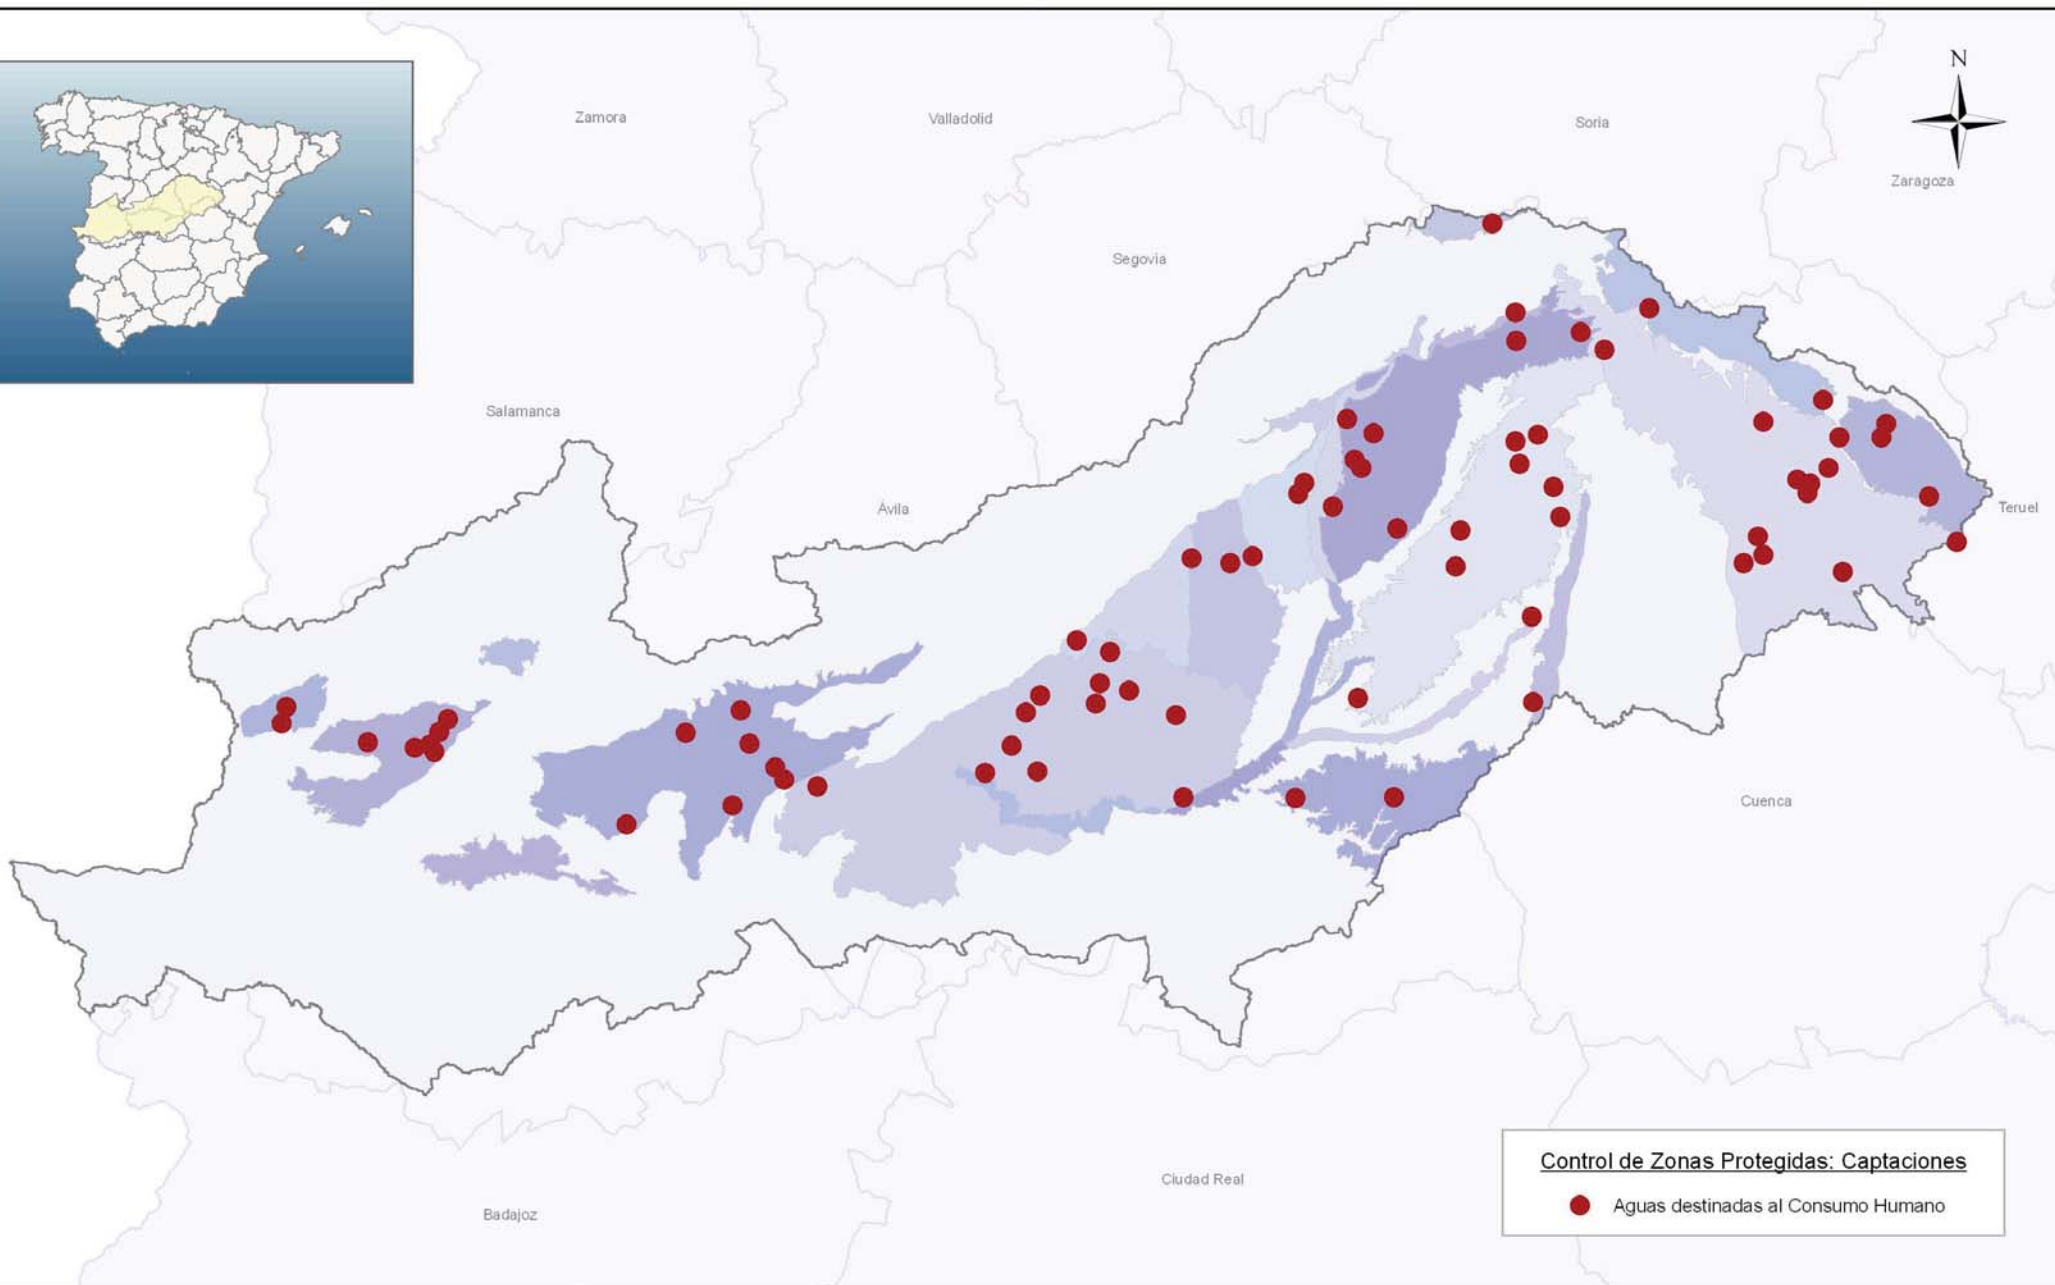 N
Zamora
Valladolid
Soria
Zaragoza
Segovia
Salamanca
Ávila
Teruel
Cuenca
Ciudad Real
Badajoz
Control de Zonas Protegidas: Captaciones
Aguas destinadas al Consumo Humano